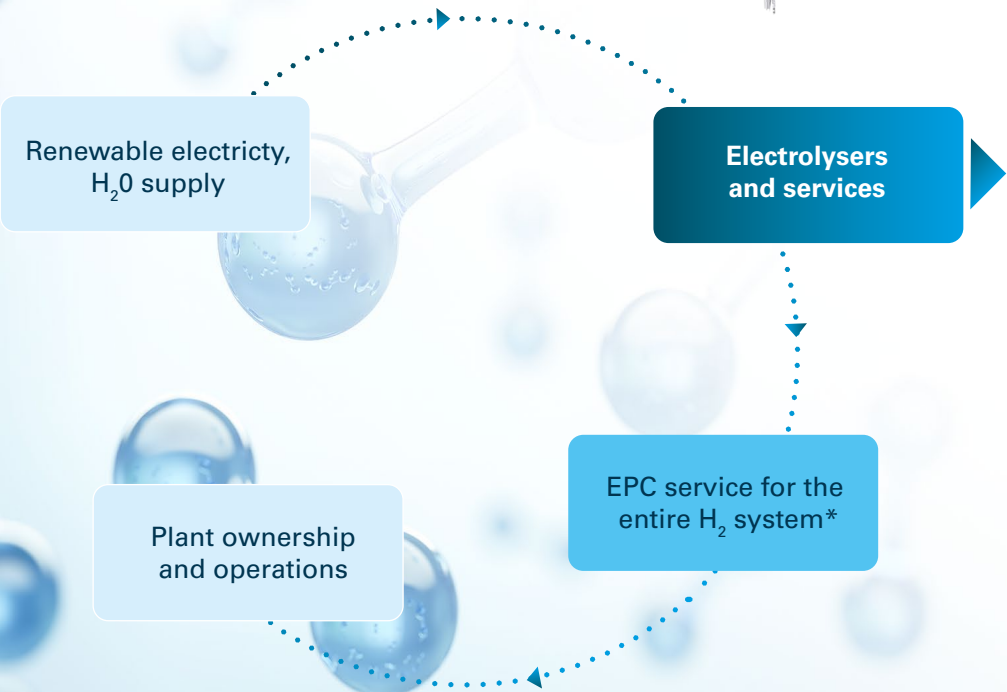 Renewable electricty,
H₂0 supply
Electrolysers
and services
EPC service for the
entire H₂ system*
Plant ownership
and operations